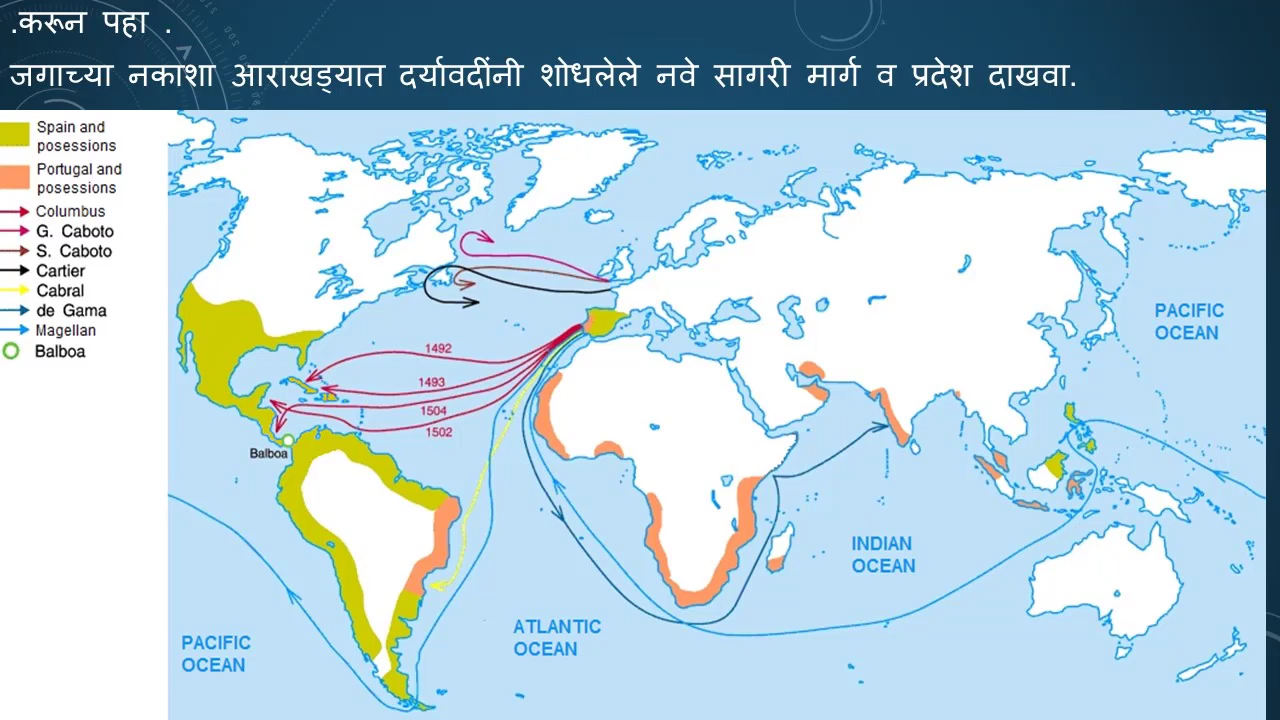 .करून पहा .
जगाच्या नकाशा आराखड्यात दर्यावर्दींनी शोधलेले नवे सागरी मार्ग व प्रदेश दाखवा.
Spain and
posessions
Portugal and
posessions
Columbus
G. Caboto
S. Caboto
Cartier
Cabral
de Gama
Magellan
Balboa
1492
1493
1504
1502
Balboa
PACIFIC
OCEAN
INDIAN
OCEAN
ATLANTIC
OCEAN
PACIFIC
OCEAN